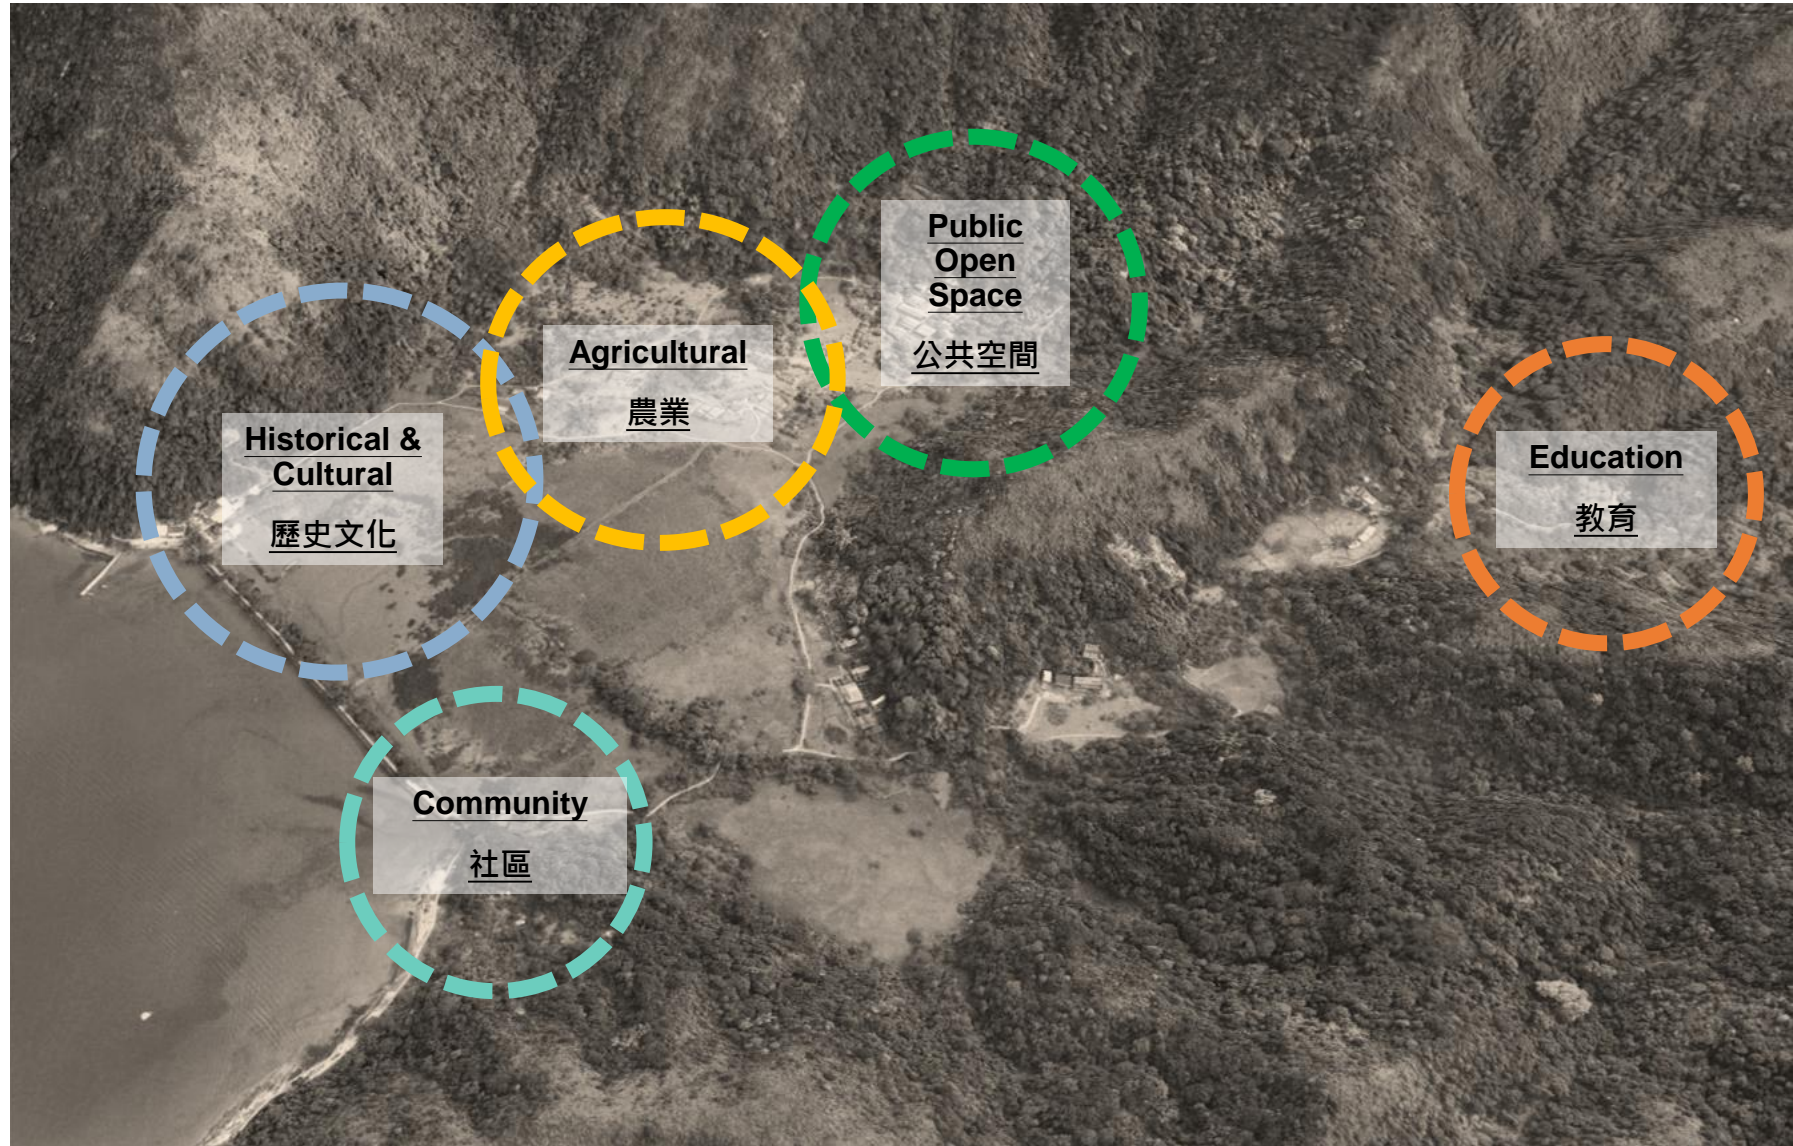 Public
Open
Space
公共空間
Agricultural
農業
Historical &
Cultural
歷史文化
Education
教育
Community
社區